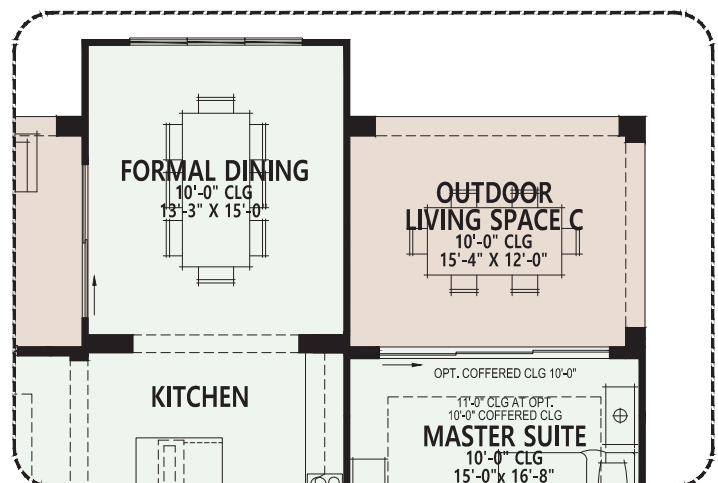 FORMAL DINING
10'-0" CLG
13'-3" X 15'-0"
OUTDOOR
LIVING SPACE C
10'-0" CLG
15'-4" X 12'-0"
KITCHEN
OPT. COFFERED CLG 10'-0"
11'-0" CLG AT OPT.
10'-0" COFFERED CLG
MASTER SUITE
10'-0" CLG
15'-0"x 16'-8"